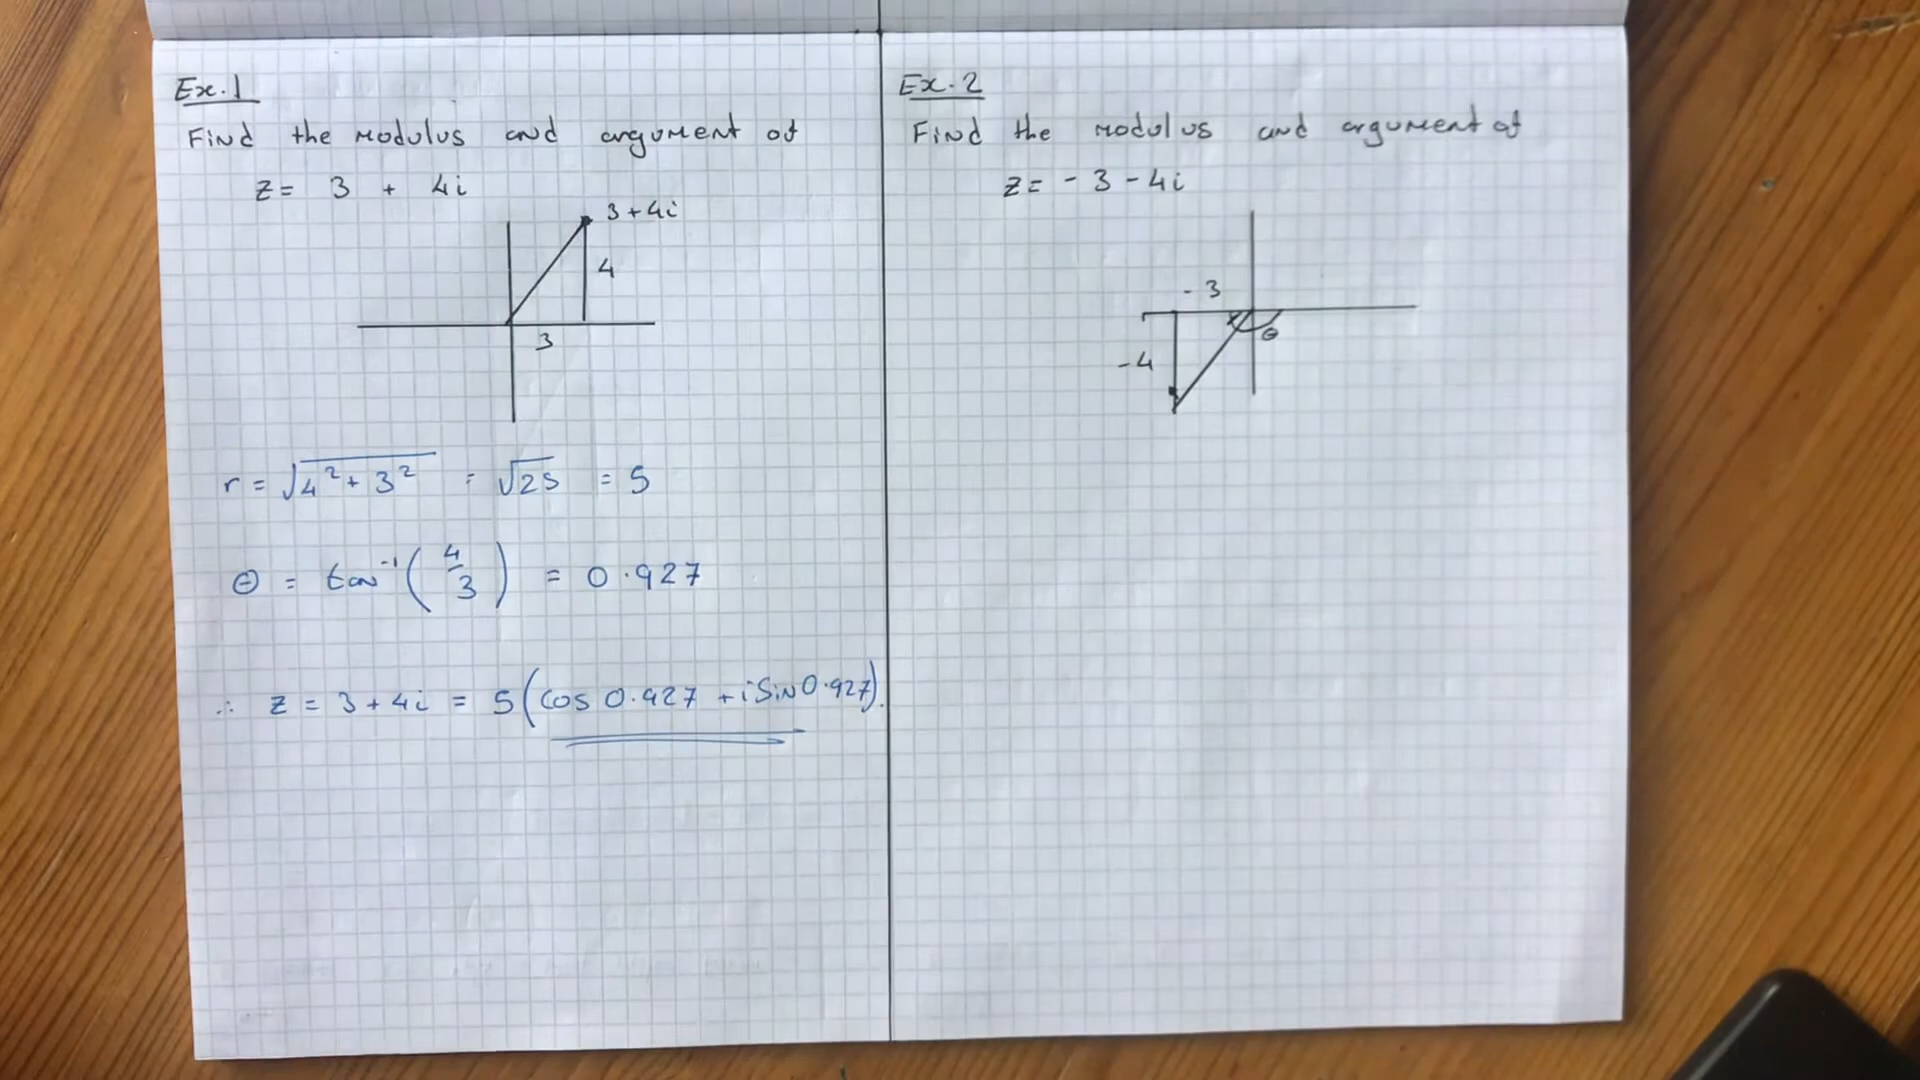 Ex.1
Find the modulus and argument of
z = 3 + 4i
3+4i
4
3
r = √4² + 3² = √25 = 5
θ = tan⁻¹(4/3) = 0.927
∴ z = 3 + 4i = 5(cos 0.927 + i sin 0.927).
Ex.2
Find the modulus and argument of
z = -3 - 4i
-3
θ
-4